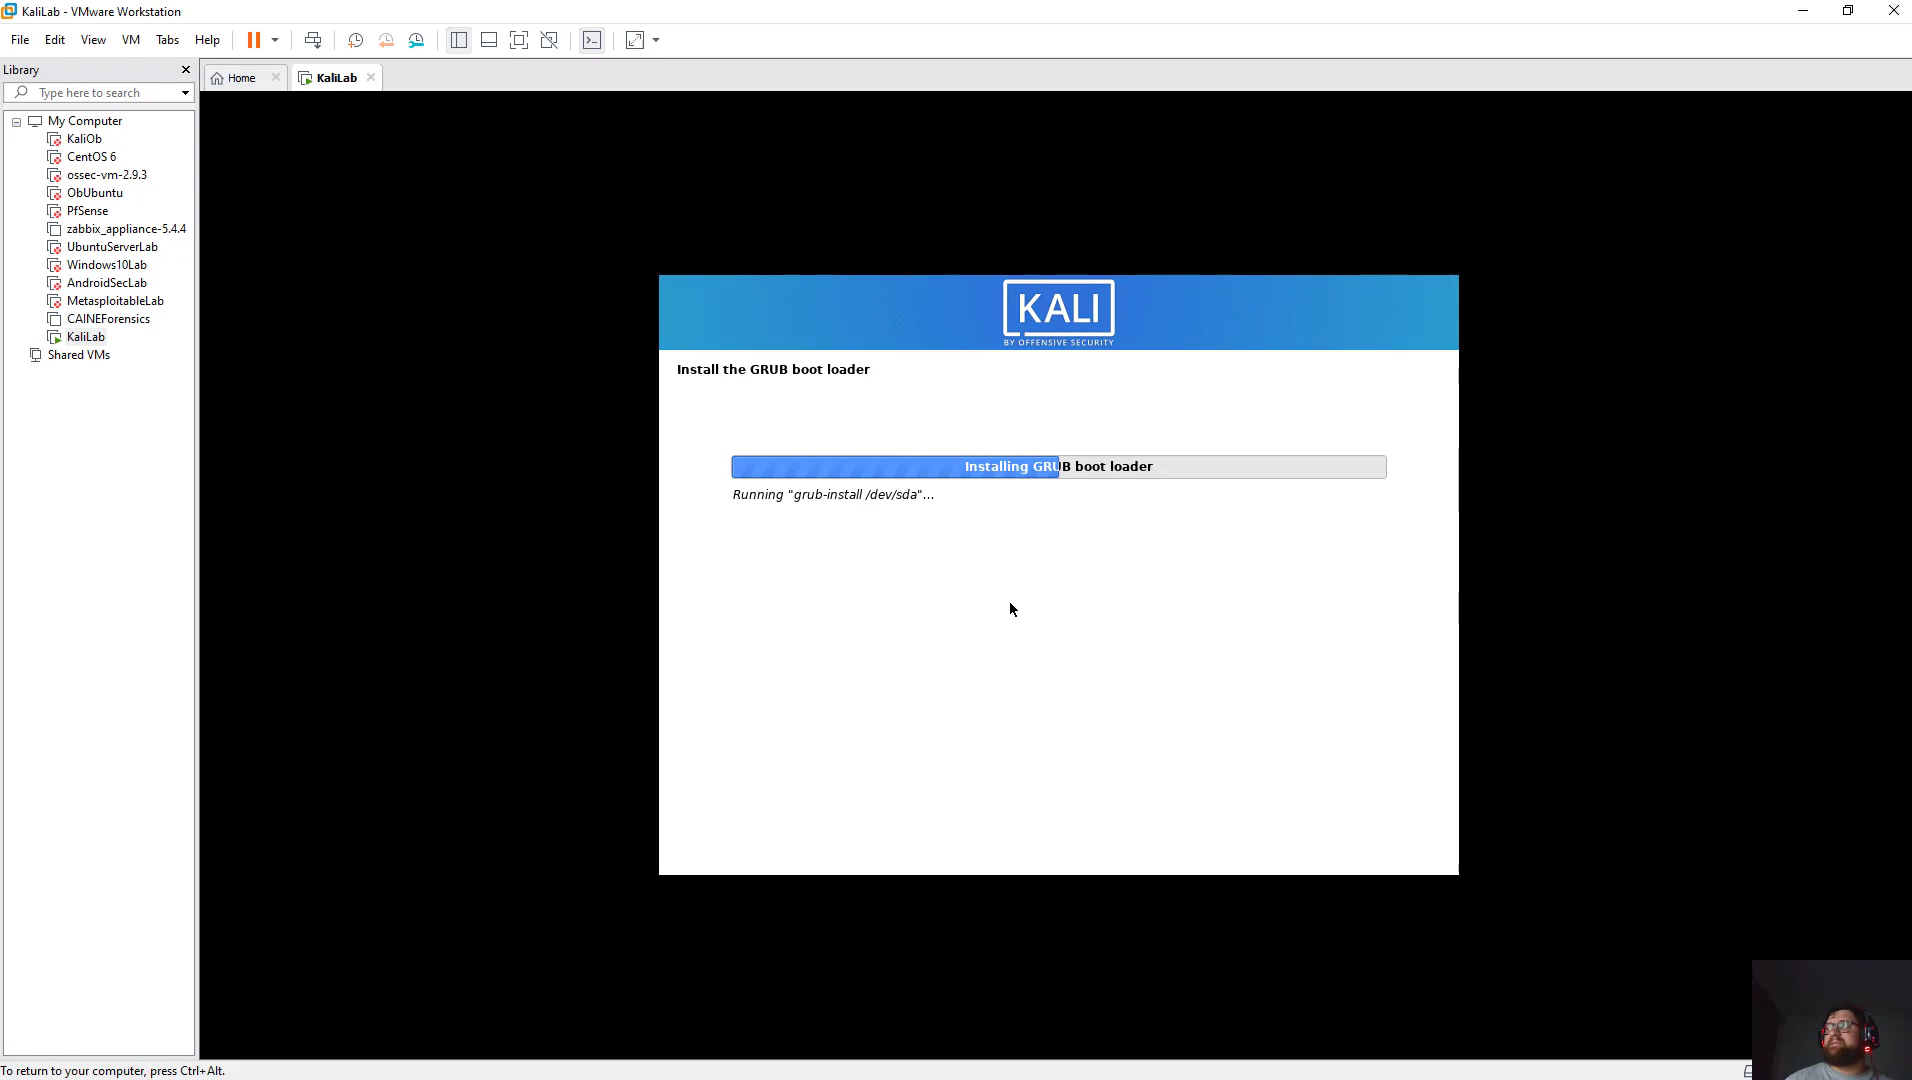 KaliLab - VMware Workstation
File Edit View VM Tabs Help
Library
Type here to search
My Computer
KaliOb
CentOS 6
ossec-vm-2.9.3
ObUbuntu
PfSense
zabbix_appliance-5.4.4
UbuntuServerLab
Windows10Lab
AndroidSecLab
MetasploitableLab
CAINEForensics
KaliLab
Shared VMs
Home KaliLab
KALI
BY OFFENSIVE SECURITY
Install the GRUB boot loader
Installing GRUB boot loader
Running "grub-install /dev/sda"...
To return to your computer, press Ctrl+Alt.